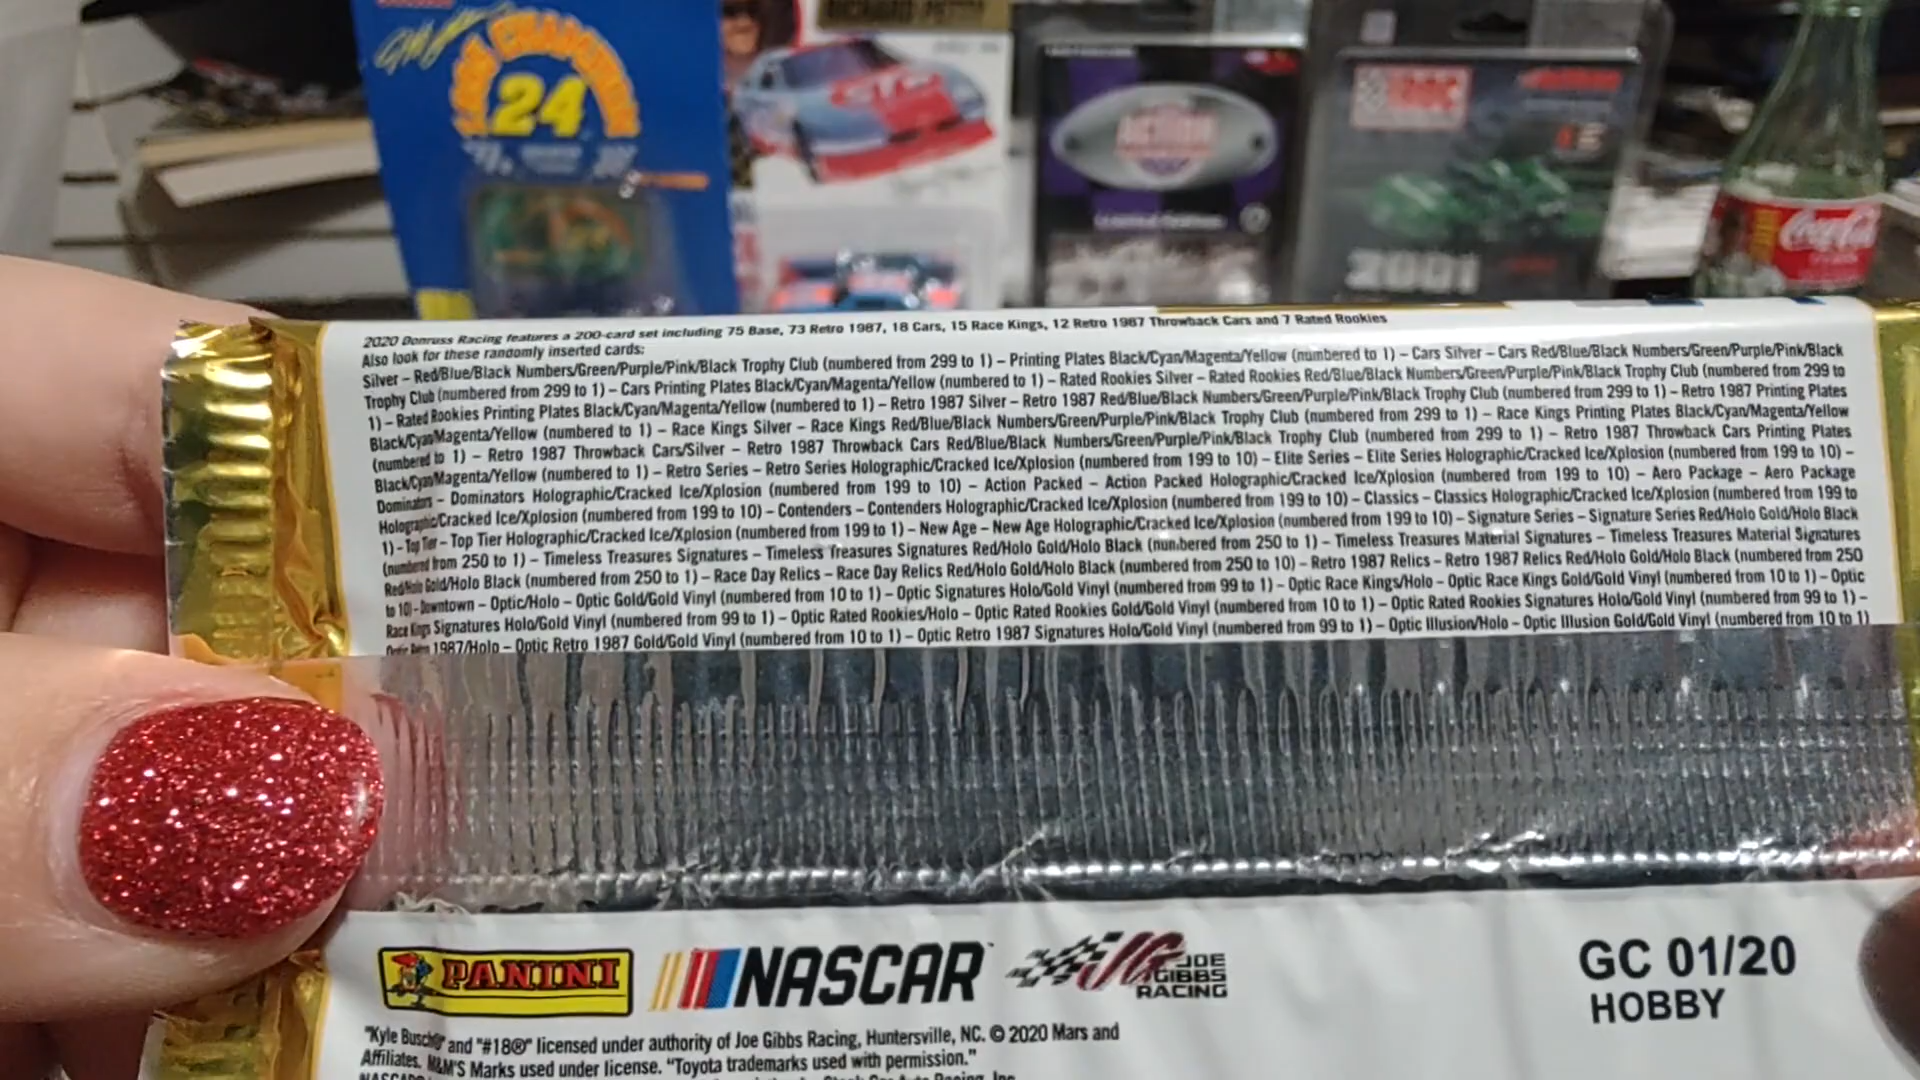 24
RICHARD PETTY
ACTION
2001
Coca-Cola
2020 Donruss Racing features a 200-card set including 75 Base, 73 Retro 1987, 18 Cars, 15 Race Kings, 12 Retro 1987 Throwback Cars and 7 Rated Rookies
Also look for these randomly inserted cards:
Silver – Red/Blue/Black Numbers/Green/Purple/Pink/Black Trophy Club (numbered from 299 to 1) – Printing Plates Black/Cyan/Magenta/Yellow (numbered to 1) – Cars Silver – Cars Red/Blue/Black Numbers/Green/Purple/Pink/Black
Trophy Club (numbered from 299 to 1) – Cars Printing Plates Black/Cyan/Magenta/Yellow (numbered to 1) – Rated Rookies Silver – Rated Rookies Red/Blue/Black Numbers/Green/Purple/Pink/Black Trophy Club (numbered from 299 to
1) – Rated Rookies Printing Plates Black/Cyan/Magenta/Yellow (numbered to 1) – Retro 1987 Silver – Retro 1987 Red/Blue/Black Numbers/Green/Purple/Pink/Black Trophy Club (numbered from 299 to 1) – Retro 1987 Printing Plates
Black/Cyan/Magenta/Yellow (numbered to 1) – Race Kings Silver – Race Kings Red/Blue/Black Numbers/Green/Purple/Pink/Black Trophy Club (numbered from 299 to 1) – Race Kings Printing Plates Black/Cyan/Magenta/Yellow
(numbered to 1) – Retro 1987 Throwback Cars/Silver – Retro 1987 Throwback Cars Red/Blue/Black Numbers/Green/Purple/Pink/Black Trophy Club (numbered from 299 to 1) – Retro 1987 Throwback Cars Printing Plates
Black/Cyan/Magenta/Yellow (numbered to 1) – Retro Series – Retro Series Holographic/Cracked Ice/Xplosion (numbered from 199 to 10) – Elite Series – Elite Series Holographic/Cracked Ice/Xplosion (numbered from 199 to 10) –
Dominators – Dominators Holographic/Cracked Ice/Xplosion (numbered from 199 to 10) – Action Packed – Action Packed Holographic/Cracked Ice/Xplosion (numbered from 199 to 10) – Aero Package – Aero Package
Holographic/Cracked Ice/Xplosion (numbered from 199 to 10) – Contenders – Contenders Holographic/Cracked Ice/Xplosion (numbered from 199 to 10) – Classics – Classics Holographic/Cracked Ice/Xplosion (numbered from 199 to
1) – Top Tier – Top Tier Holographic/Cracked Ice/Xplosion (numbered from 199 to 1) – New Age – New Age Holographic/Cracked Ice/Xplosion (numbered from 199 to 10) – Signature Series – Signature Series Red/Holo Gold/Holo Black
(numbered from 250 to 1) – Timeless Treasures Signatures – Timeless Treasures Signatures Red/Holo Gold/Holo Black (numbered from 250 to 1) – Timeless Treasures Material Signatures – Timeless Treasures Material Signatures
Red/Holo Gold/Holo Black (numbered from 250 to 1) – Race Day Relics – Race Day Relics Red/Holo Gold/Holo Black (numbered from 250 to 10) – Retro 1987 Relics – Retro 1987 Relics Red/Holo Gold/Holo Black (numbered from 250
to 10) – Downtown – Optic/Holo – Optic Gold/Gold Vinyl (numbered from 10 to 1) – Optic Signatures Holo/Gold Vinyl (numbered from 99 to 1) – Optic Race Kings/Holo – Optic Race Kings Gold/Gold Vinyl (numbered from 10 to 1) – Optic
Race Kings Signatures Holo/Gold Vinyl (numbered from 99 to 1) – Optic Rated Rookies/Holo – Optic Rated Rookies Gold/Gold Vinyl (numbered from 10 to 1) – Optic Rated Rookies Signatures Holo/Gold Vinyl (numbered from 99 to 1) –
Optic Retro 1987/Holo – Optic Retro 1987 Gold/Gold Vinyl (numbered from 10 to 1) – Optic Retro 1987 Signatures Holo/Gold Vinyl (numbered from 99 to 1) – Optic Illusion/Holo – Optic Illusion Gold/Gold Vinyl (numbered from 10 to 1)
PANINI
NASCAR
JOE
GIBBS
RACING
GC 01/20
HOBBY
"Kyle Busch®" and "#18®" licensed under authority of Joe Gibbs Racing, Huntersville, NC. © 2020 Mars and
Affiliates. M&M'S Marks used under license. "Toyota trademarks used with permission."